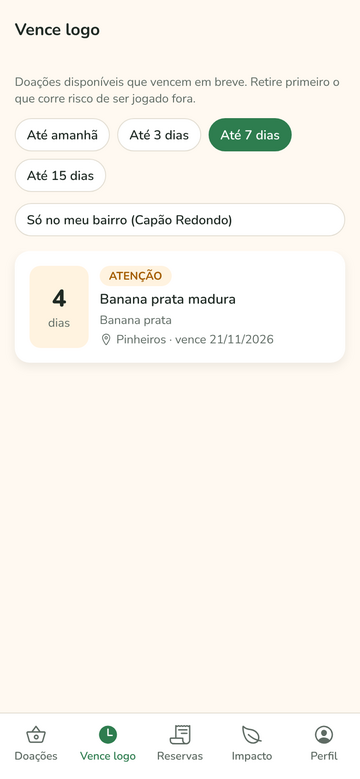 Vence logo
Doações disponíveis que vencem em breve. Retire primeiro o
que corre risco de ser jogado fora.
Até amanhã
Até 3 dias
Até 7 dias
Até 15 dias
Só no meu bairro (Capão Redondo)
4
dias
ATENÇÃO
Banana prata madura
Banana prata
Pinheiros · vence 21/11/2026
Doações
Vence logo
Reservas
Impacto
Perfil